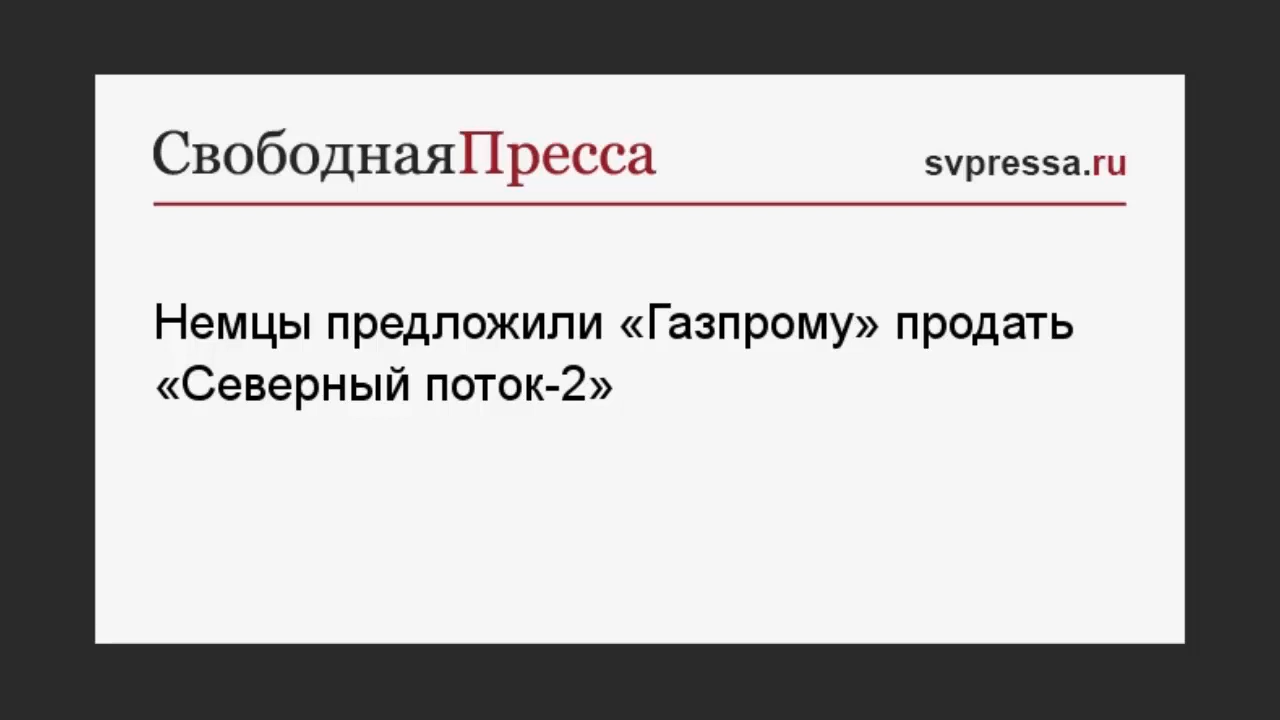 СвободнаяПресса
svpressa.ru
Немцы предложили «Газпрому» продать
«Северный поток-2»